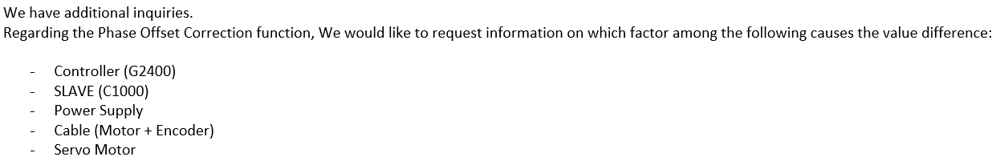 We have additional inquiries.
Regarding the Phase Offset Correction function, We would like to request information on which factor among the following causes the value difference:
- Controller (G2400)
- SLAVE (C1000)
- Power Supply
- Cable (Motor + Encoder)
- Servo Motor